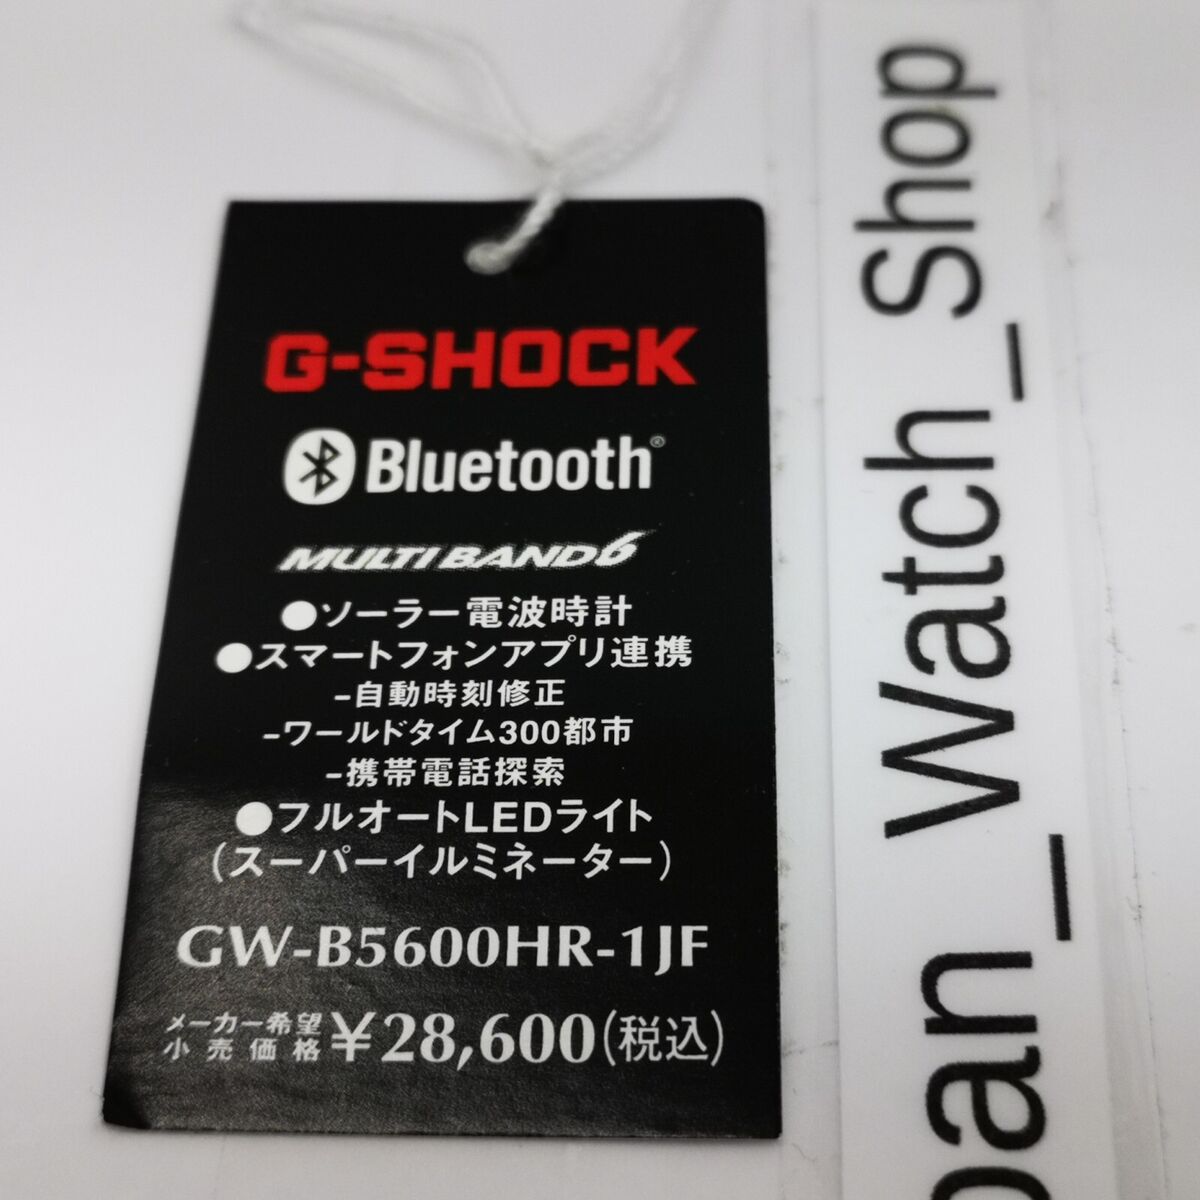 G-SHOCK
Bluetooth®
MULTI BAND 6
●ソーラー電波時計
●スマートフォンアプリ連携
-自動時刻修正
-ワールドタイム300都市
-携帯電話探索
●フルオートLEDライト
(スーパーイルミネーター)
GW-B5600HR-1JF
メーカー希望
小売価格 ¥28,600(税込)
pan_Watch_Shop